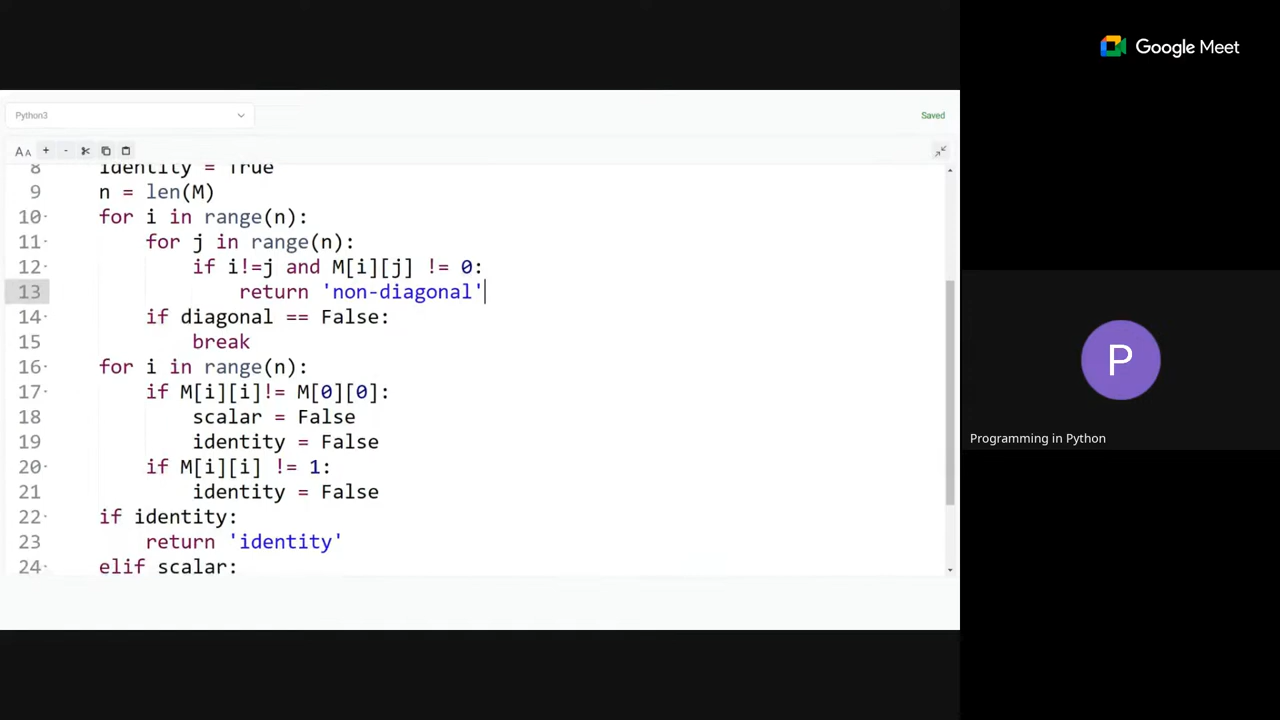 Google Meet
Python3
Saved
AA + -
8 identity = True
9 n = len(M)
10 for i in range(n):
11 for j in range(n):
12 if i!=j and M[i][j] != 0:
13 return 'non-diagonal'
14 if diagonal == False:
15 break
16 for i in range(n):
17 if M[i][i]!= M[0][0]:
18 scalar = False
19 identity = False
20 if M[i][i] != 1:
21 identity = False
22 if identity:
23 return 'identity'
24 elif scalar:
P
Programming in Python